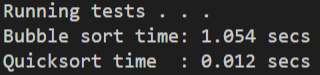 Running tests . . .
Bubble sort time: 1.054 secs
Quicksort time  : 0.012 secs